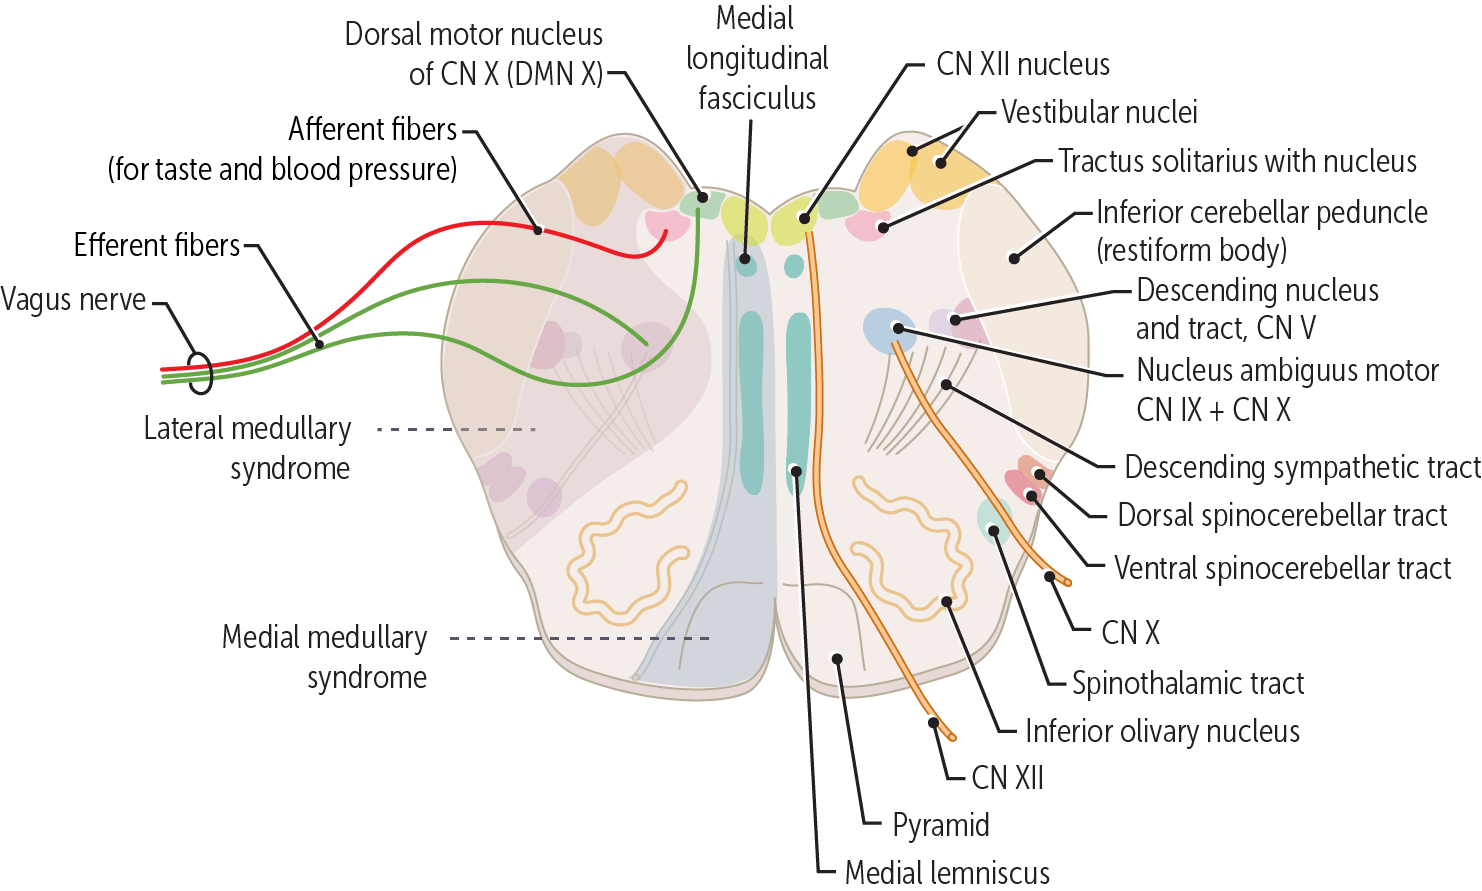 Dorsal motor nucleus
of CN X (DMN X)
Medial
longitudinal
fasciculus
CN XII nucleus
Vestibular nuclei
Afferent fibers
(for taste and blood pressure)
Tractus solitarius with nucleus
Efferent fibers
Inferior cerebellar peduncle
(restiform body)
Vagus nerve
Descending nucleus
and tract, CN V
Nucleus ambiguus motor
CN IX + CN X
Lateral medullary
syndrome
Descending sympathetic tract
Dorsal spinocerebellar tract
Ventral spinocerebellar tract
Medial medullary
syndrome
CN X
Spinothalamic tract
Inferior olivary nucleus
CN XII
Pyramid
Medial lemniscus